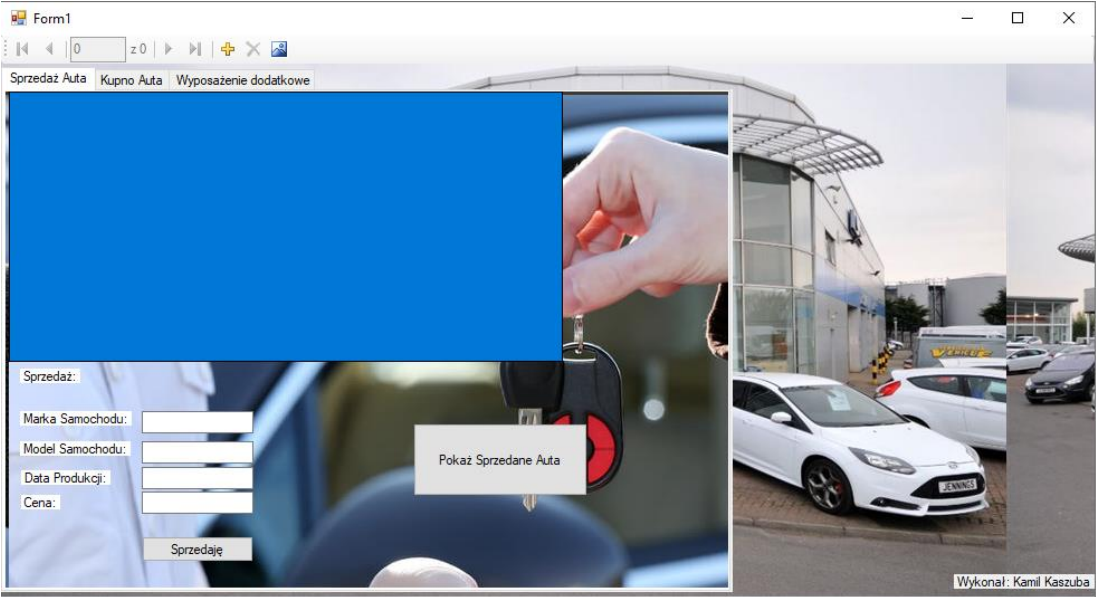 Form1
0 z 0
Sprzedaż Auta Kupno Auta Wyposażenie dodatkowe
Sprzedaż:
Marka Samochodu:
Model Samochodu:
Data Produkcji:
Cena:
Sprzedaję
Pokaż Sprzedane Auta
JENNINGS
Wykonał: Kamil Kaszuba